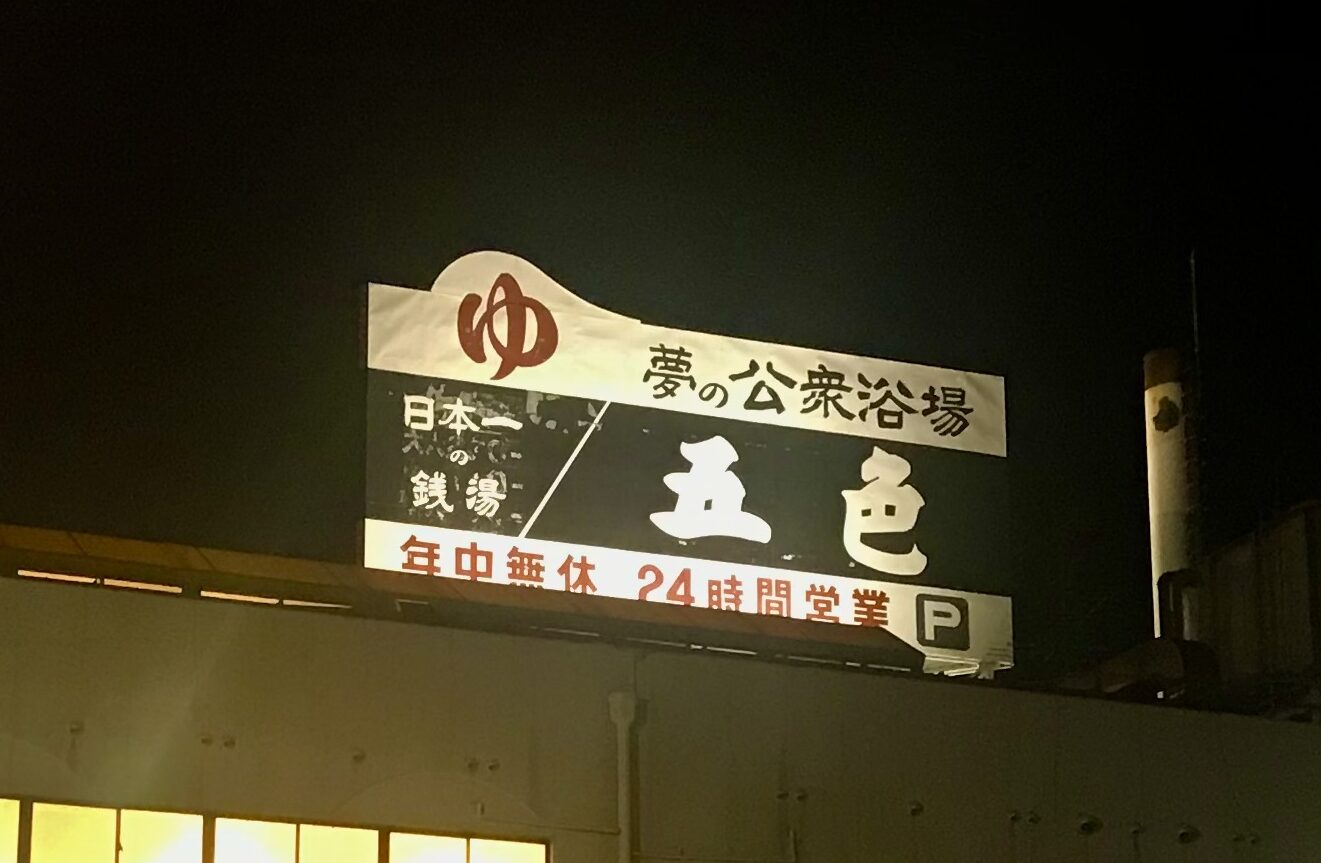 ゆ
夢の公衆浴場
日本一
の
銭湯
五色
年中無休 24時間営業 P